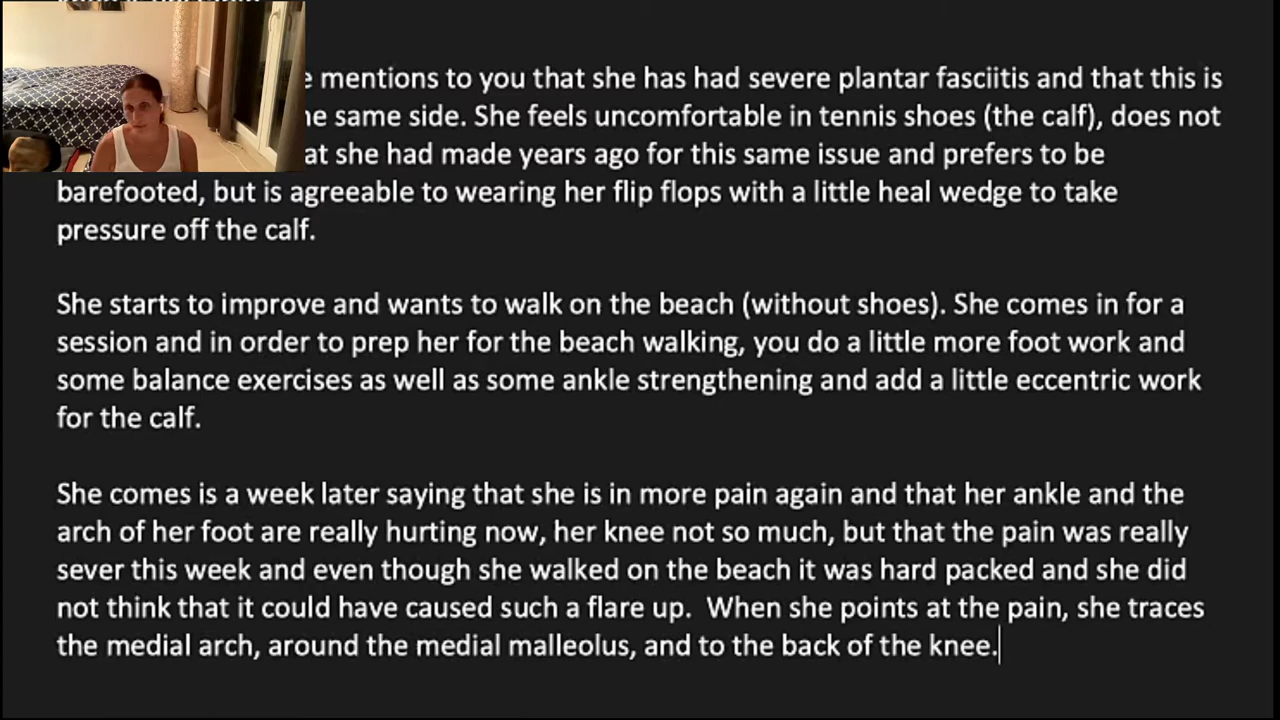 mentions to you that she has had severe plantar fasciitis and that this is
same side. She feels uncomfortable in tennis shoes (the calf), does not
she had made years ago for this same issue and prefers to be
barefooted, but is agreeable to wearing her flip flops with a little heal wedge to take
pressure off the calf.
She starts to improve and wants to walk on the beach (without shoes). She comes in for a
session and in order to prep her for the beach walking, you do a little more foot work and
some balance exercises as well as some ankle strengthening and add a little eccentric work
for the calf.
She comes is a week later saying that she is in more pain again and that her ankle and the
arch of her foot are really hurting now, her knee not so much, but that the pain was really
sever this week and even though she walked on the beach it was hard packed and she did
not think that it could have caused such a flare up.  When she points at the pain, she traces
the medial arch, around the medial malleolus, and to the back of the knee.